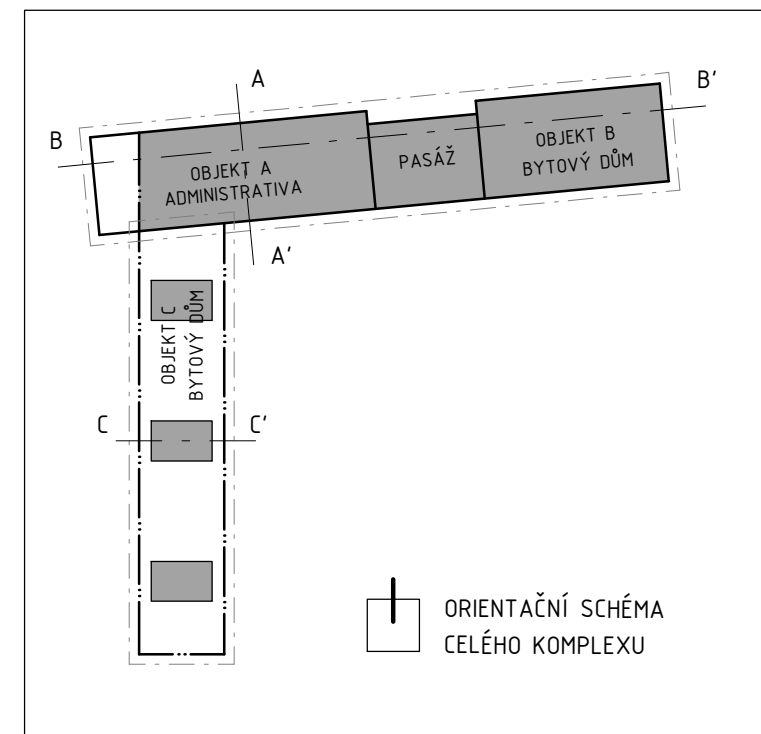 A
B'
B
OBJEKT A
ADMINISTRATIVA
PASÁŽ
OBJEKT B
BYTOVÝ DŮM
A'
OBJEKT C
BYTOVÝ DŮM
C
C'
ORIENTAČNÍ SCHÉMA
CELÉHO KOMPLEXU